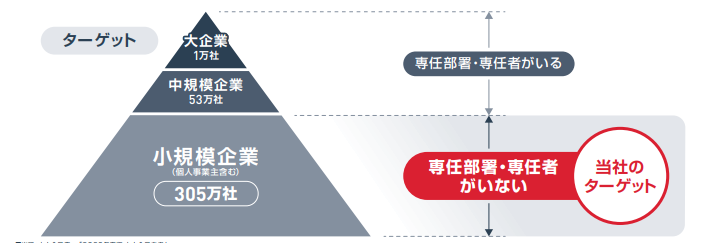 ターゲット
大企業
1万社
中規模企業
53万社
小規模企業
(個人事業主含む)
305万社
専任部署・専任者がいる
専任部署・専任者
がいない
当社の
ターゲット